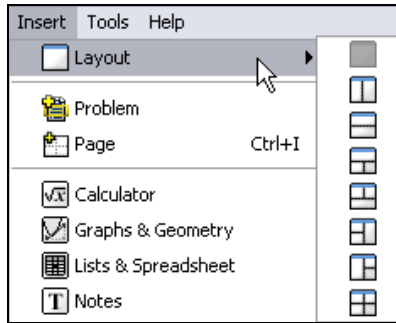 Insert Tools Help
Layout
Problem
Page Ctrl+I
Calculator
Graphs & Geometry
Lists & Spreadsheet
Notes